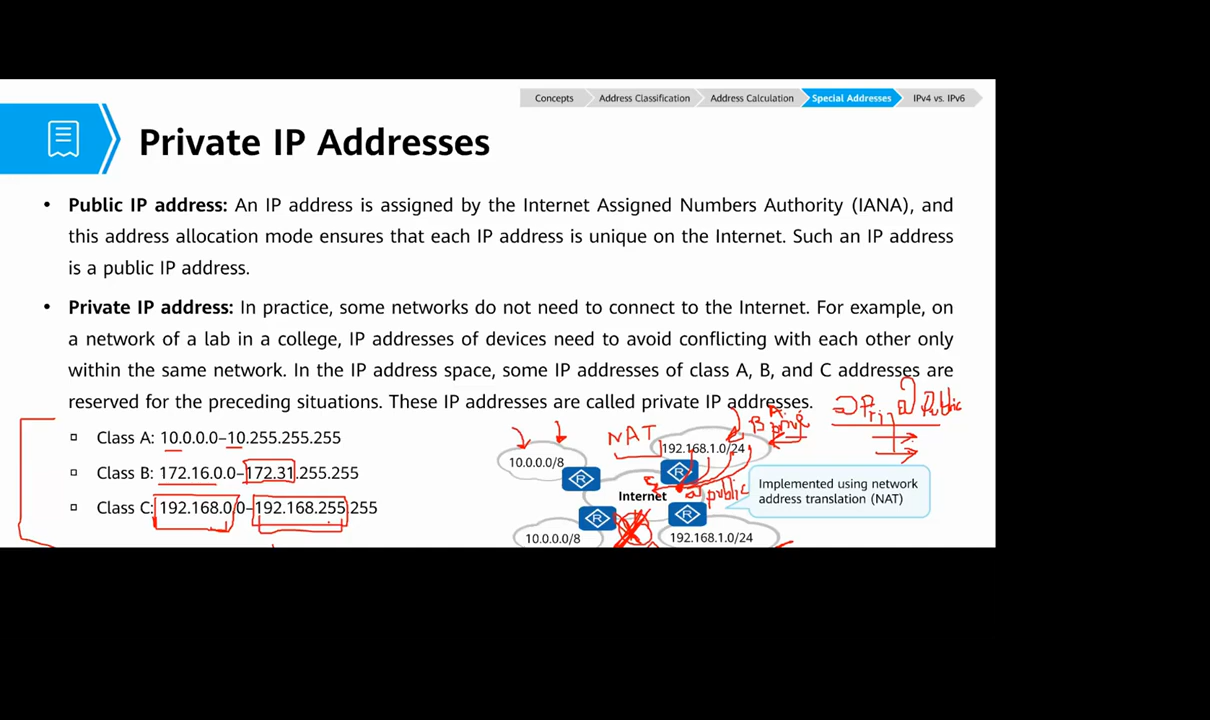 Concepts
Address Classification
Address Calculation
Special Addresses
IPv4 vs. IPv6
Private IP Addresses
• Public IP address: An IP address is assigned by the Internet Assigned Numbers Authority (IANA), and
this address allocation mode ensures that each IP address is unique on the Internet. Such an IP address
is a public IP address.
• Private IP address: In practice, some networks do not need to connect to the Internet. For example, on
a network of a lab in a college, IP addresses of devices need to avoid conflicting with each other only
within the same network. In the IP address space, some IP addresses of class A, B, and C addresses are
reserved for the preceding situations. These IP addresses are called private IP addresses.
Class A: 10.0.0.0–10.255.255.255
Class B: 172.16.0.0–172.31.255.255
Class C: 192.168.0.0–192.168.255.255
NAT
A.
B
Public
10.0.0.0/8
192.168.1.0/24
R
R
Internet
public
R
R
10.0.0.0/8
192.168.1.0/24
Implemented using network
address translation (NAT)